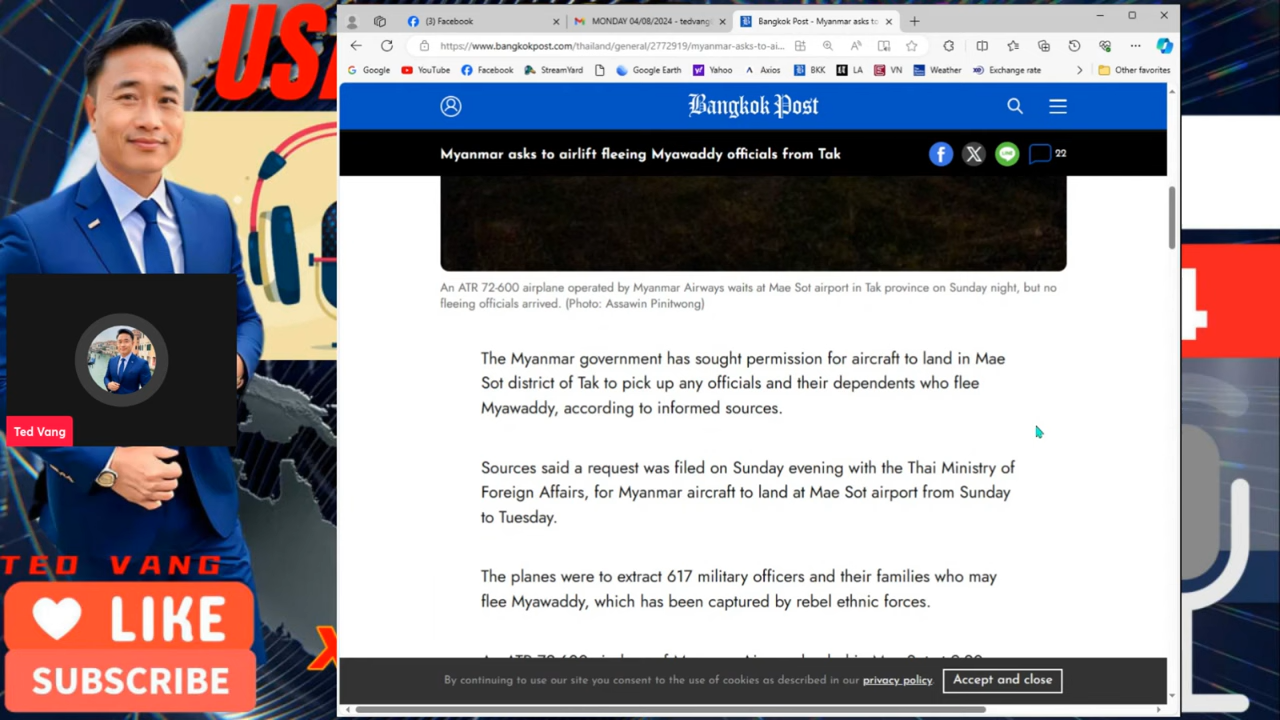 USA
(3) Facebook
MONDAY 04/08/2024 - tedvang
Bangkok Post - Myanmar asks to
https://www.bangkokpost.com/thailand/general/2772919/myanmar-asks-to-ai...
Google
YouTube
Facebook
StreamYard
Google Earth
Yahoo
Axios
BKK
LA
VN
Weather
Exchange rate
Other favorites
Bangkok Post
Myanmar asks to airlift fleeing Myawaddy officials from Tak
22
An ATR 72-600 airplane operated by Myanmar Airways waits at Mae Sot airport in Tak province on Sunday night, but no
fleeing officials arrived. (Photo: Assawin Pinitwong)
The Myanmar government has sought permission for aircraft to land in Mae
Sot district of Tak to pick up any officials and their dependents who flee
Myawaddy, according to informed sources.
Sources said a request was filed on Sunday evening with the Thai Ministry of
Foreign Affairs, for Myanmar aircraft to land at Mae Sot airport from Sunday
to Tuesday.
The planes were to extract 617 military officers and their families who may
flee Myawaddy, which has been captured by rebel ethnic forces.
By continuing to use our site you consent to the use of cookies as described in our privacy policy.
Accept and close
Ted Vang
TED VANG
LIKE
SUBSCRIBE
X